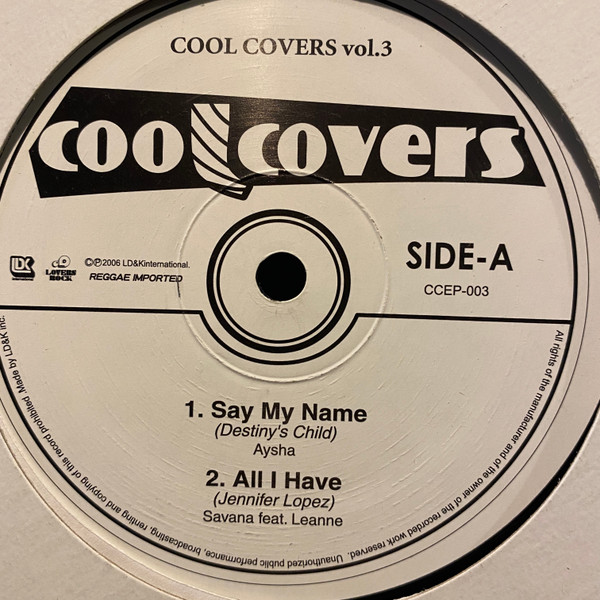 COOL COVERS vol.3
cool covers
LDK
LOVERS
ROCK
©℗2006 LD&Kinternational.
REGGAE IMPORTED
SIDE-A
CCEP-003
1. Say My Name
(Destiny's Child)
Aysha
2. All I Have
(Jennifer Lopez)
Savana feat. Leanne
All rights of the manufacturer and of the owner of the recorded work reserved. Unauthorized public performance, broadcasting, renting and copying of this record prohibited. Made by LD&K inc.